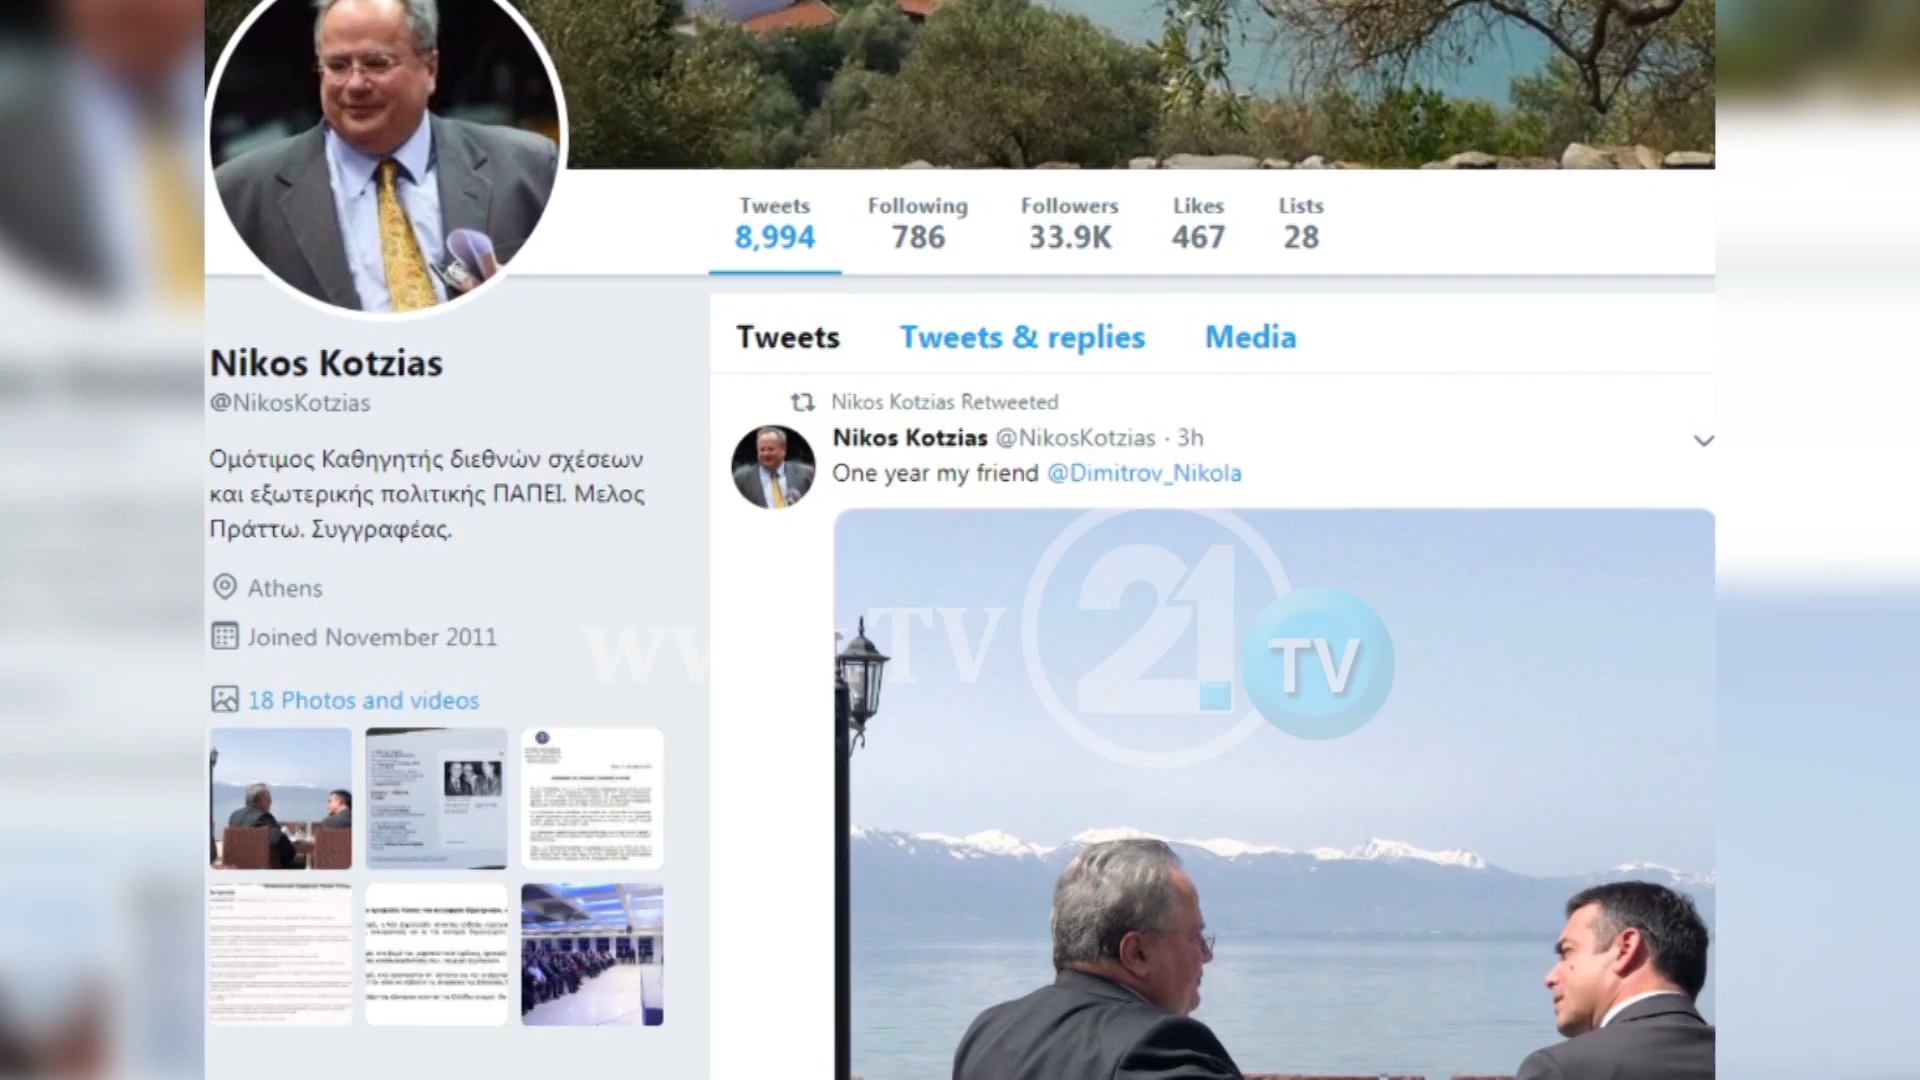 Tweets
8,994
Following
786
Followers
33.9K
Likes
467
Lists
28
Nikos Kotzias
@NikosKotzias
Ομότιμος Καθηγητής διεθνών σχέσεων
και εξωτερικής πολιτικής ΠΑΠΕΙ. Μελος
Πράττω. Συγγραφέας.
Athens
Joined November 2011
18 Photos and videos
Tweets
Tweets & replies
Media
Nikos Kotzias Retweeted
Nikos Kotzias @NikosKotzias · 3h
One year my friend @Dimitrov_Nikola
TV
21
TV